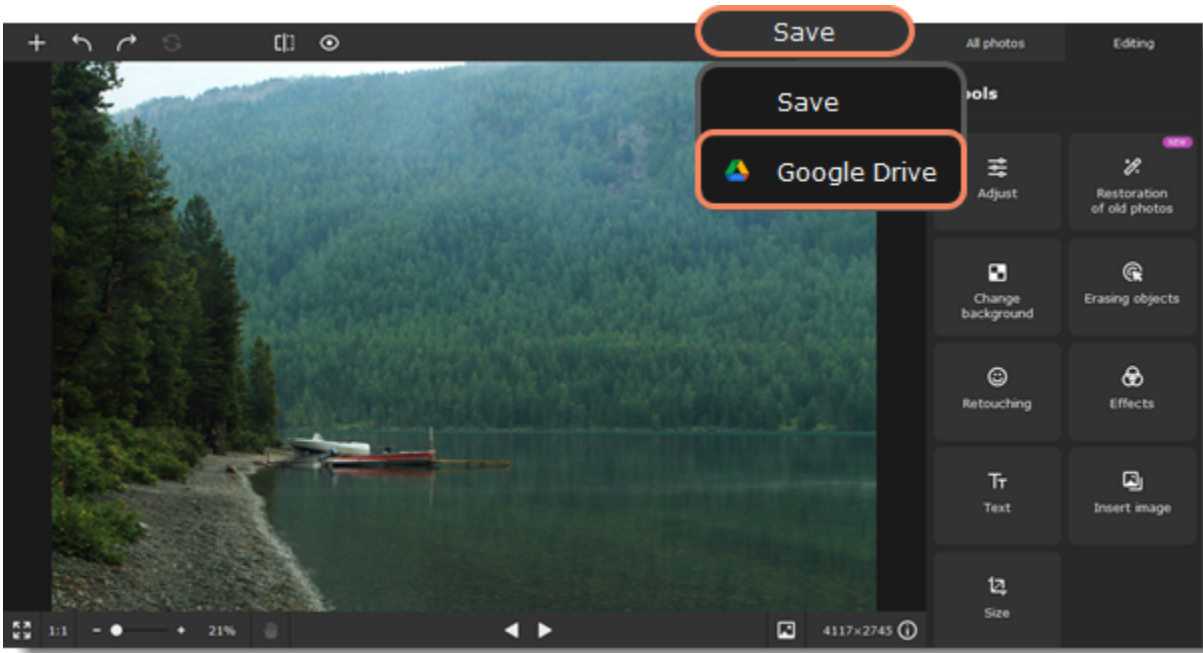 Save
All photos
Editing
Save
ools
Google Drive
NEW
Adjust
Restoration
of old photos
Change
background
Erasing objects
Retouching
Effects
Text
Insert image
Size
1:1
21%
4117×2745